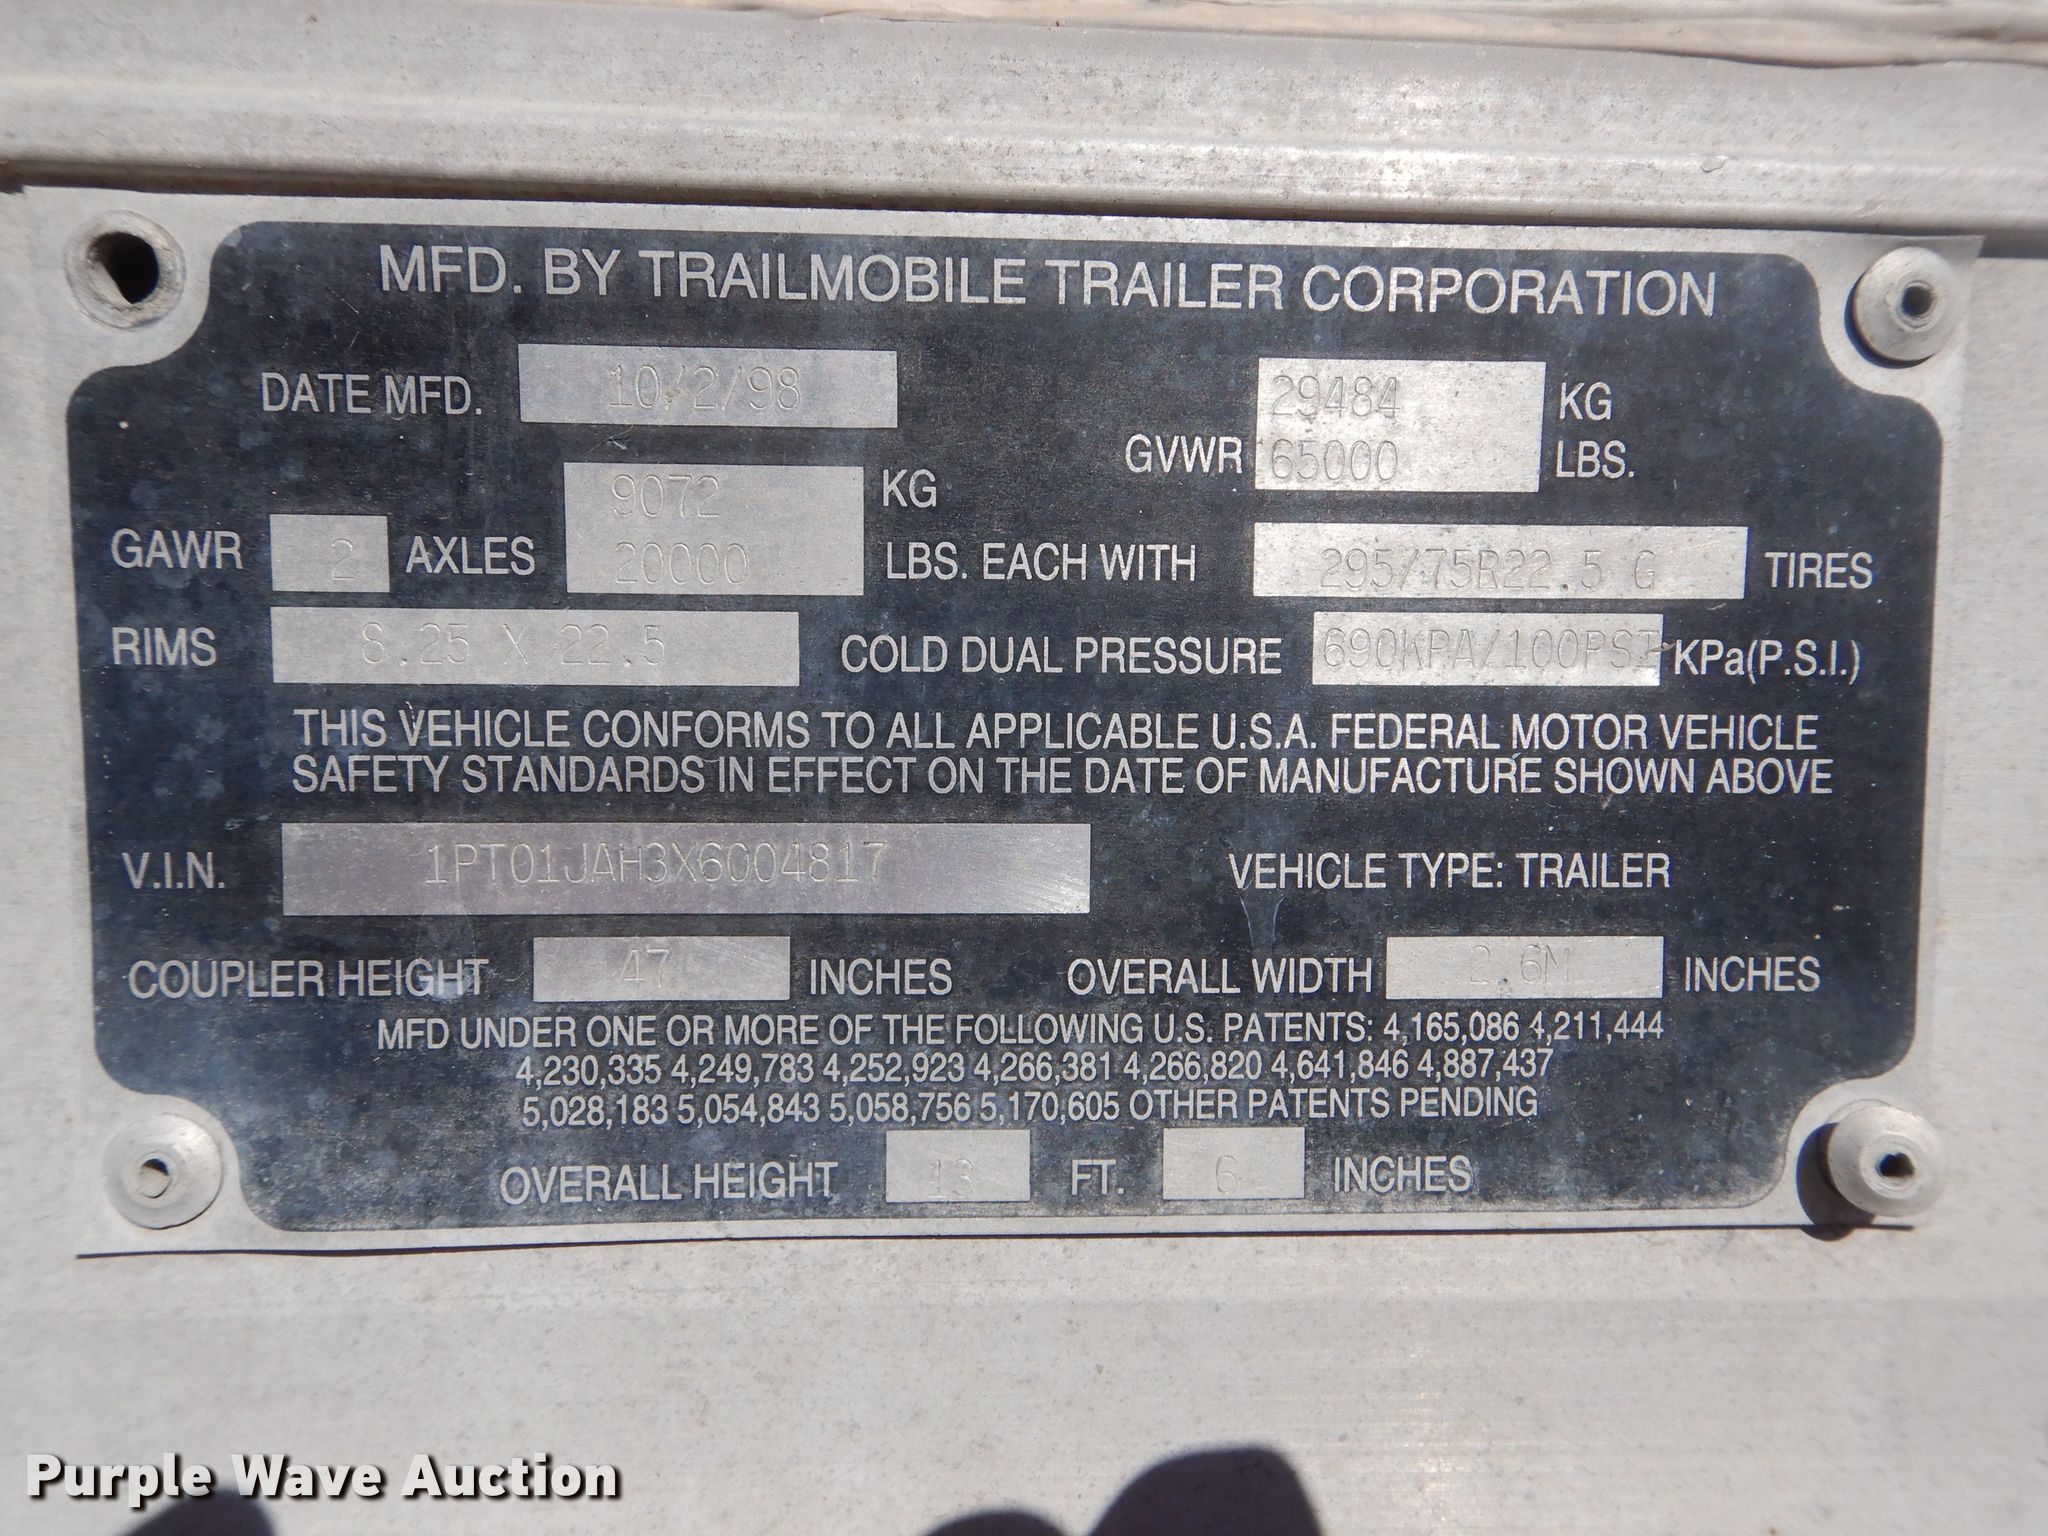 MFD. BY TRAILMOBILE TRAILER CORPORATION
DATE MFD. 10/2/98
29484 KG
GVWR 65000 LBS.
9072 KG
GAWR 2 AXLES 20000 LBS. EACH WITH 295/75R22.5 G TIRES
RIMS 8.25 X 22.5 COLD DUAL PRESSURE 690KPA/100PSI KPa(P.S.I.)
THIS VEHICLE CONFORMS TO ALL APPLICABLE U.S.A. FEDERAL MOTOR VEHICLE
SAFETY STANDARDS IN EFFECT ON THE DATE OF MANUFACTURE SHOWN ABOVE
V.I.N. 1PT01JAH3X6004817 VEHICLE TYPE: TRAILER
COUPLER HEIGHT 47 INCHES OVERALL WIDTH 2.6M INCHES
MFD UNDER ONE OR MORE OF THE FOLLOWING U.S. PATENTS: 4,165,086 4,211,444
4,230,335 4,249,783 4,252,923 4,266,381 4,266,820 4,641,846 4,887,437
5,028,183 5,054,843 5,058,756 5,170,605 OTHER PATENTS PENDING
OVERALL HEIGHT 13 FT. 6 INCHES
Purple Wave Auction